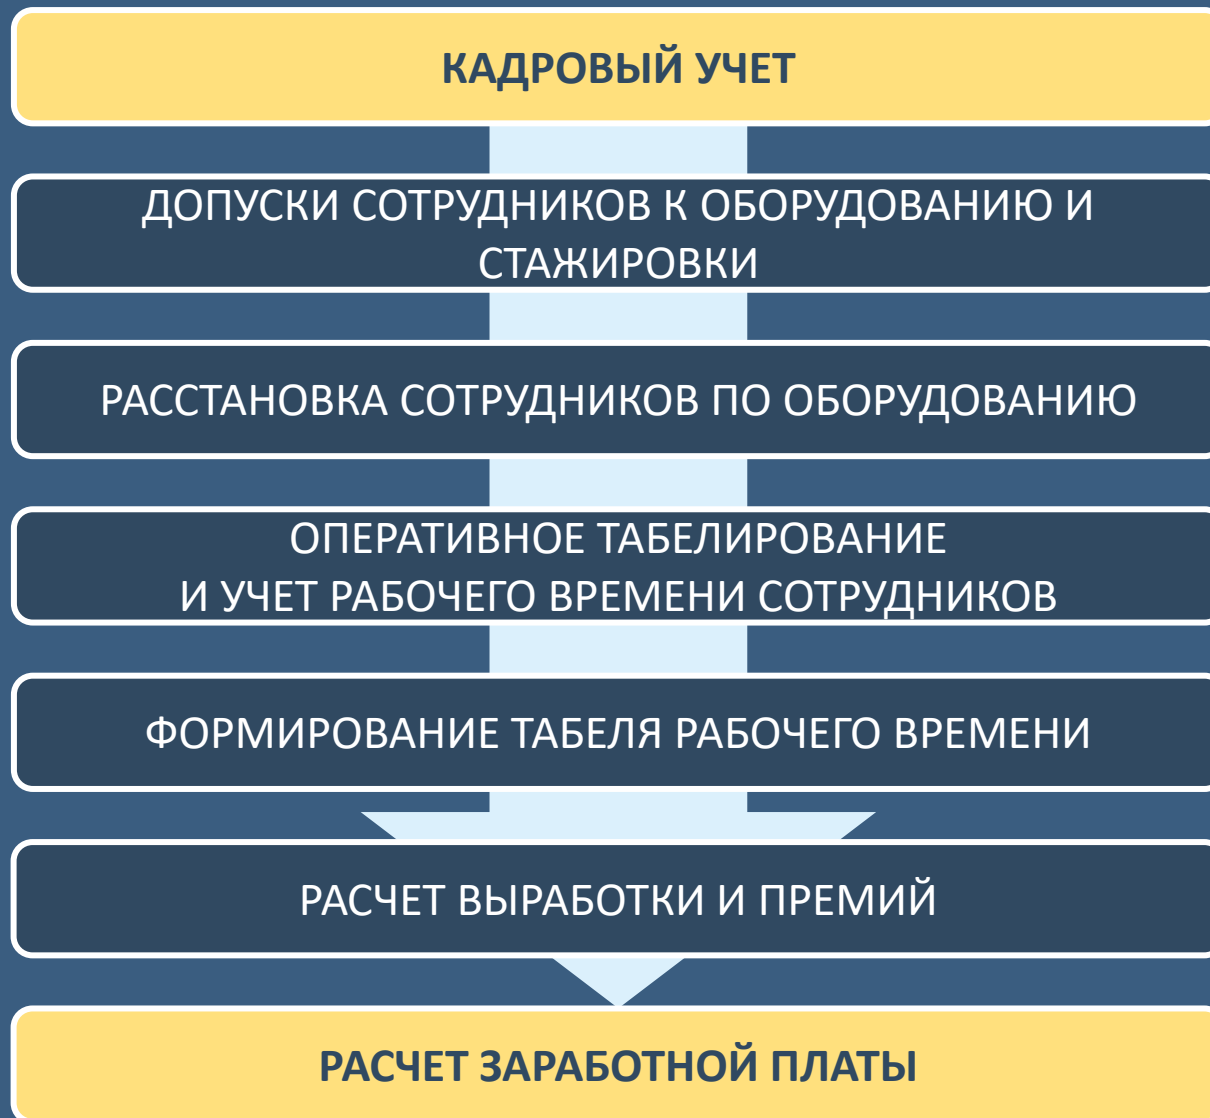 КАДРОВЫЙ УЧЕТ
ДОПУСКИ СОТРУДНИКОВ К ОБОРУДОВАНИЮ И
СТАЖИРОВКИ
РАССТАНОВКА СОТРУДНИКОВ ПО ОБОРУДОВАНИЮ
ОПЕРАТИВНОЕ ТАБЕЛИРОВАНИЕ
И УЧЕТ РАБОЧЕГО ВРЕМЕНИ СОТРУДНИКОВ
ФОРМИРОВАНИЕ ТАБЕЛЯ РАБОЧЕГО ВРЕМЕНИ
РАСЧЕТ ВЫРАБОТКИ И ПРЕМИЙ
РАСЧЕТ ЗАРАБОТНОЙ ПЛАТЫ